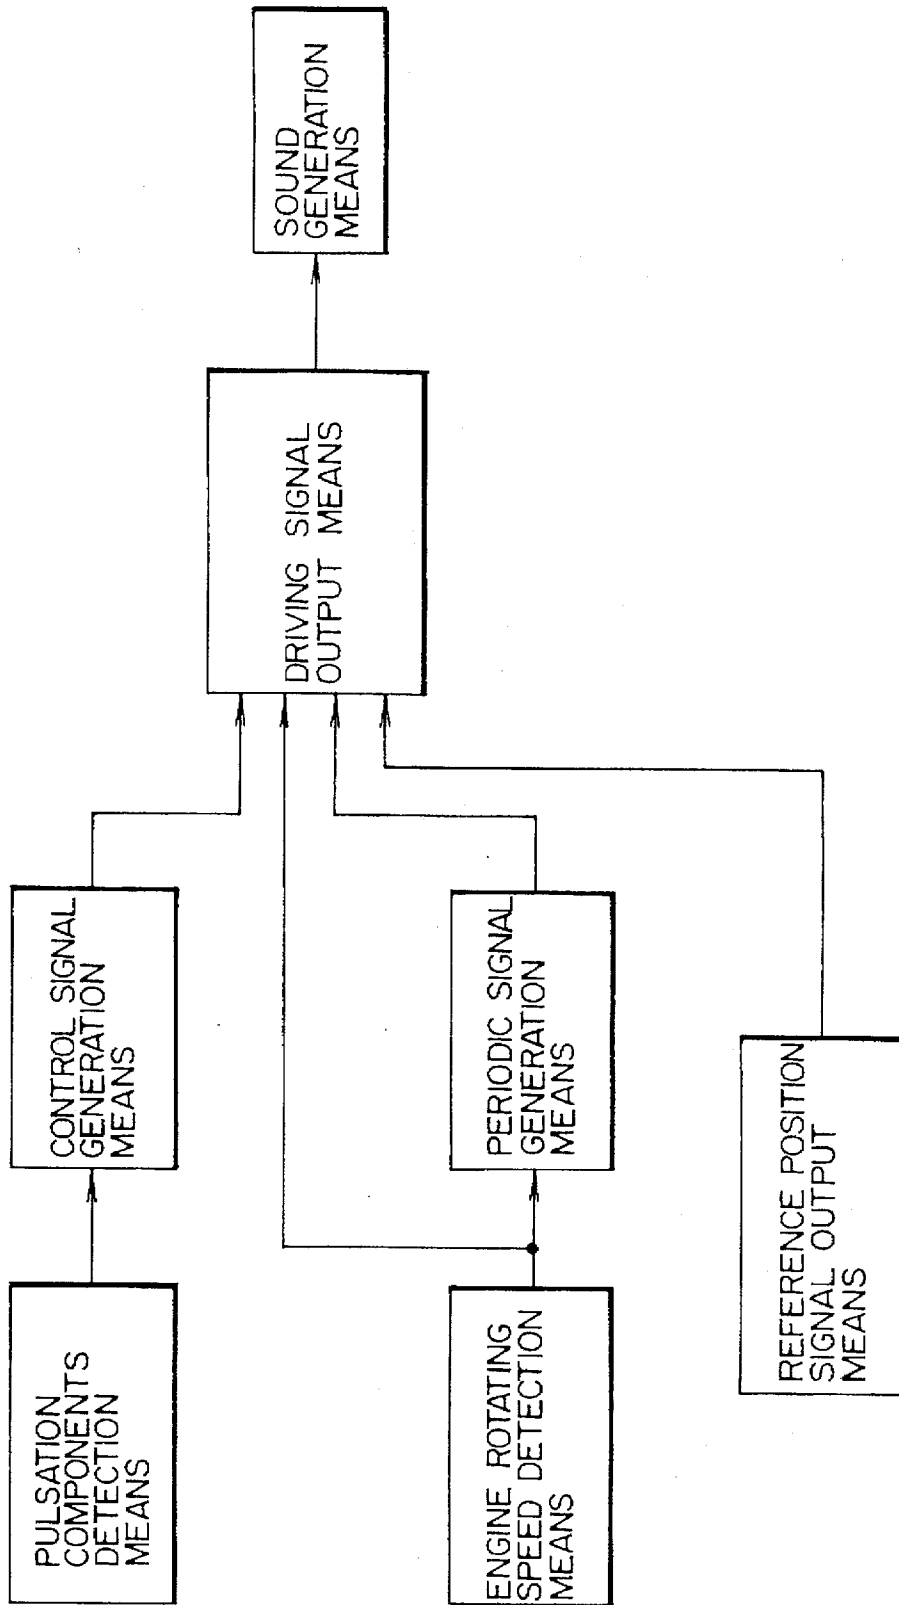 PULSATION
COMPONENTS
DETECTION
MEANS
CONTROL SIGNAL
GENERATION
MEANS
ENGINE ROTATING
SPEED DETECTION
MEANS
PERIODIC SIGNAL
GENERATION
MEANS
REFERENCE POSITION
SIGNAL OUTPUT
MEANS
DRIVING SIGNAL
OUTPUT MEANS
SOUND
GENERATION
MEANS